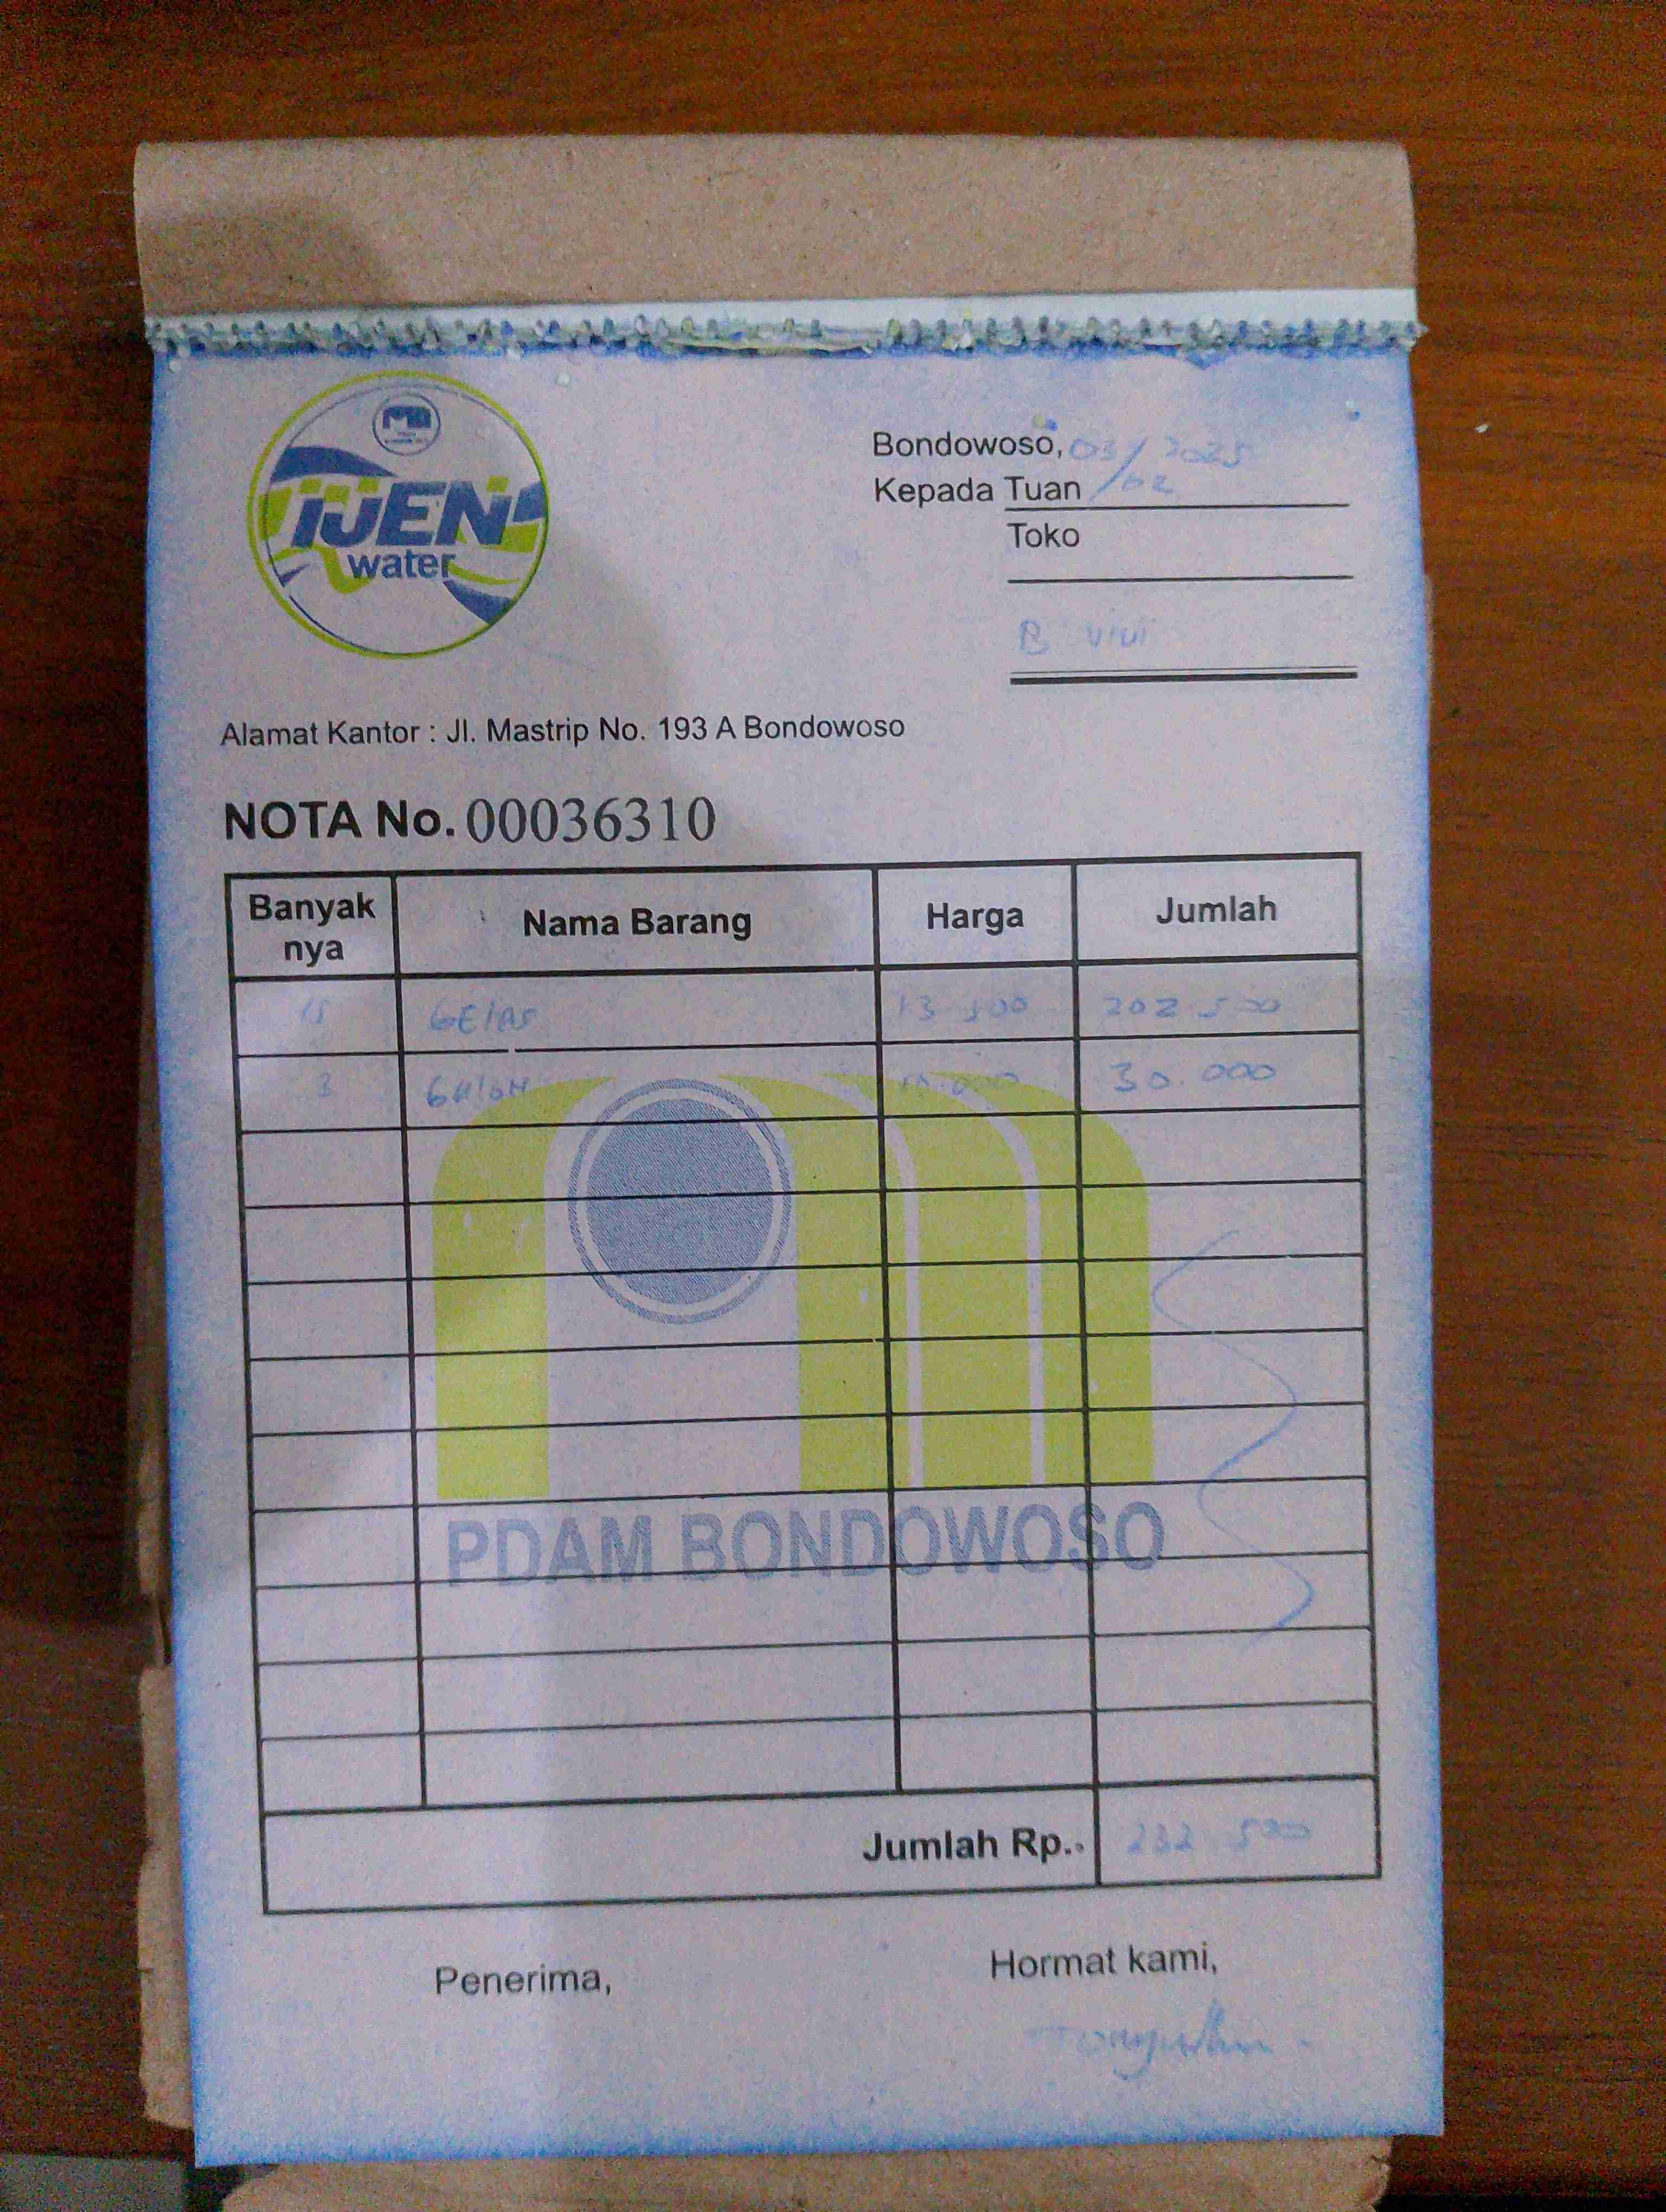 IJEN
water
Bondowoso, 03/02 2025
Kepada Tuan
Toko
B VIVI
Alamat Kantor : Jl. Mastrip No. 193 A Bondowoso
NOTA No. 00036310
Banyak nya Nama Barang Harga Jumlah
15 GELAS 13 500 202.500
3 GALON 10.000 30.000
PDAM BONDOWOSO
Jumlah Rp.. 232.500
Penerima, Hormat kami,